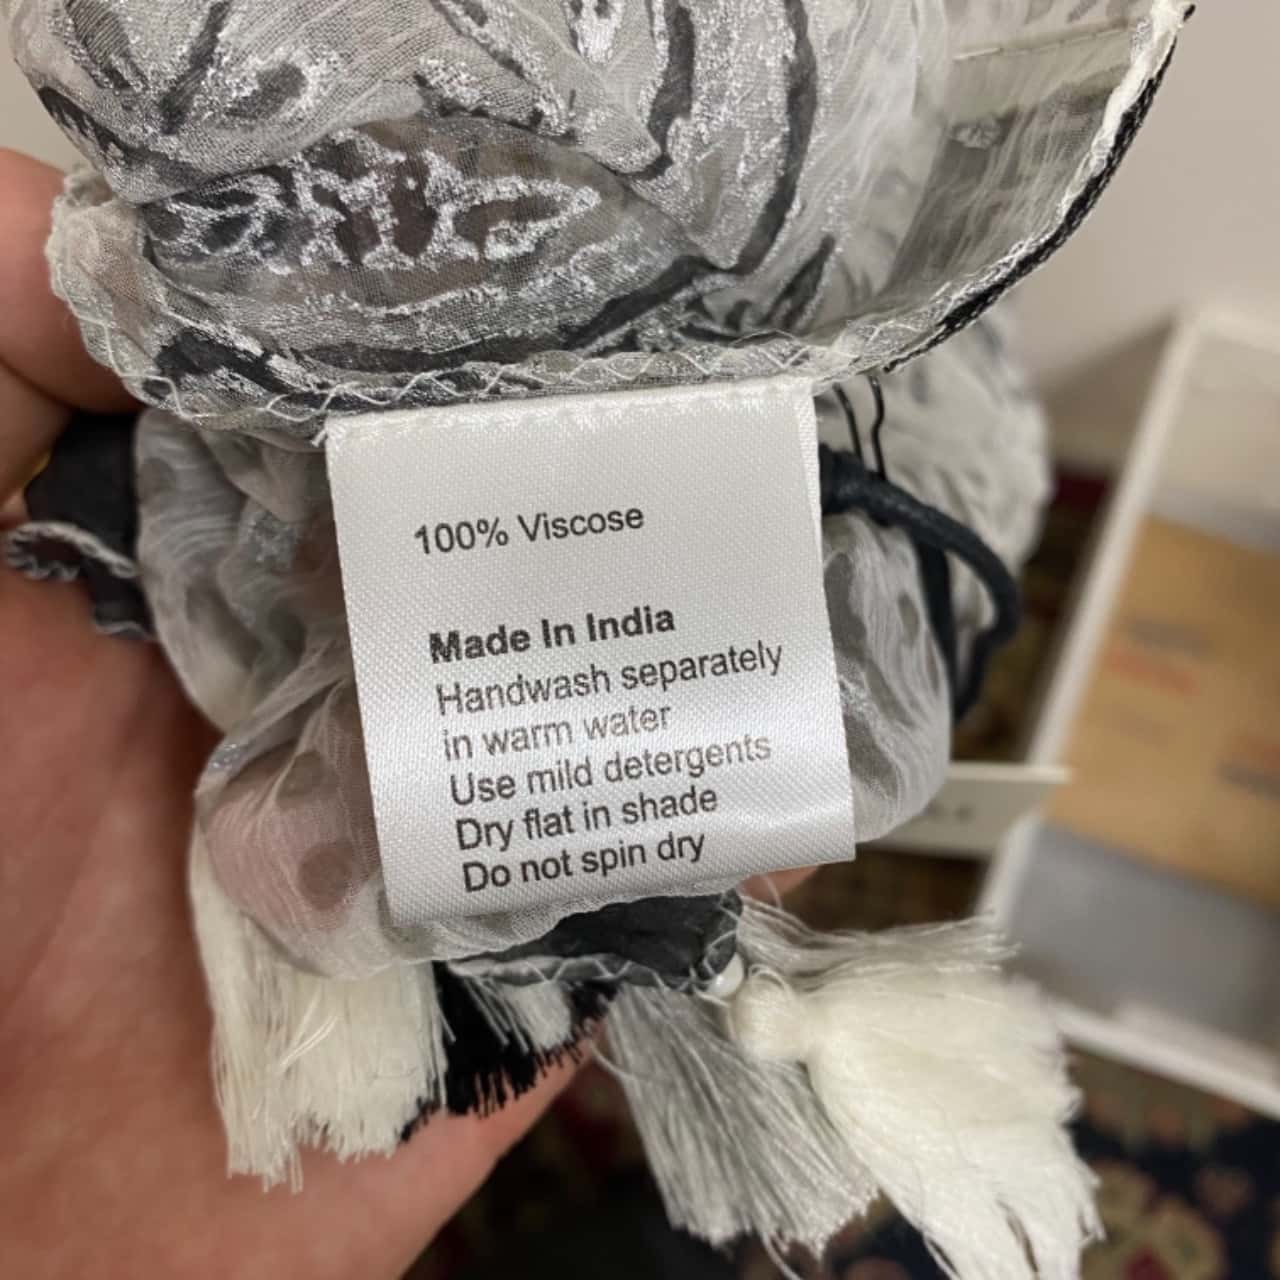 100% Viscose
Made In India
Handwash separately
in warm water
Use mild detergents
Dry flat in shade
Do not spin dry